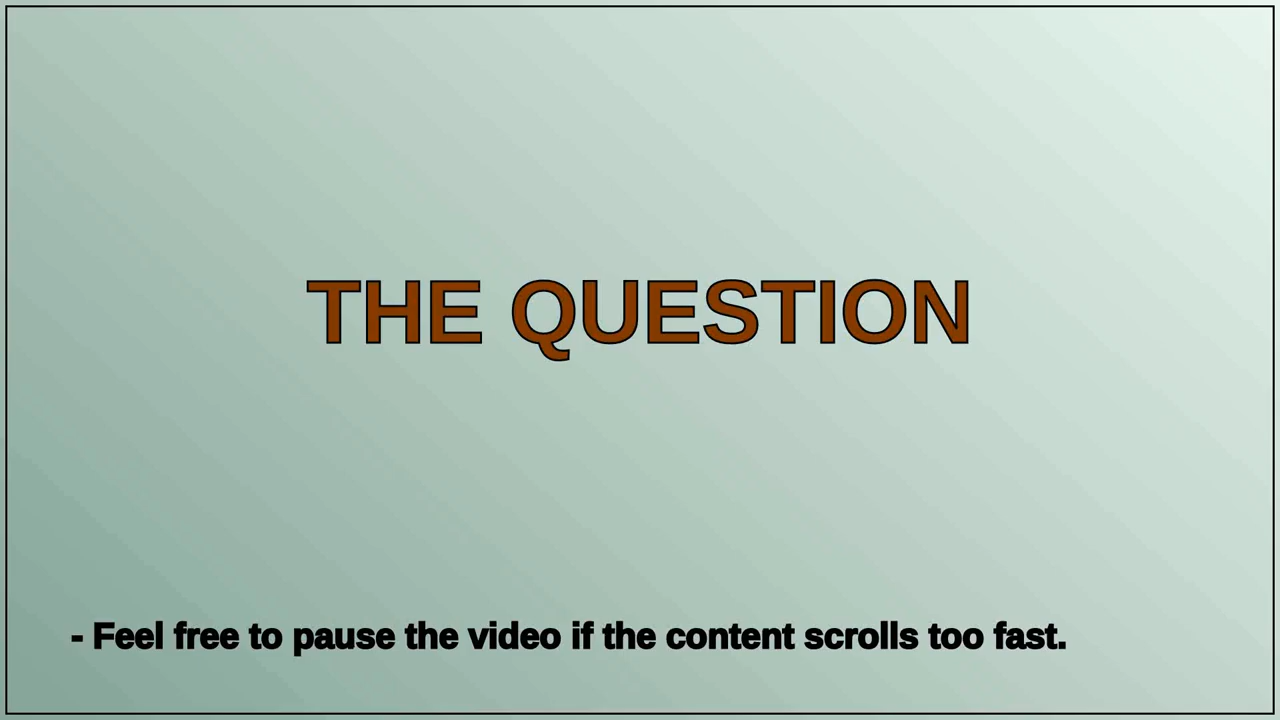 THE QUESTION
- Feel free to pause the video if the content scrolls too fast.